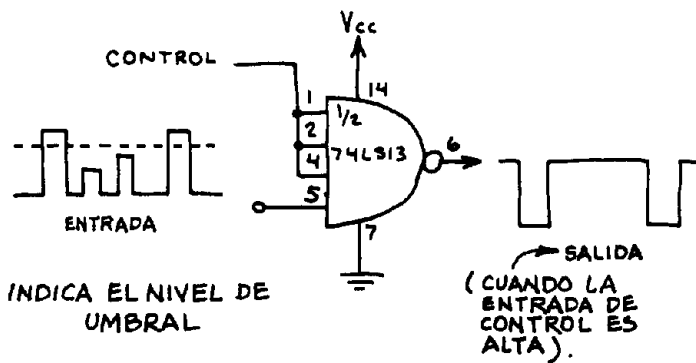 Vcc
CONTROL
14
1
1/2
2
74LS13
4
6
5
7
ENTRADA
SALIDA
INDICA EL NIVEL DE
UMBRAL
(CUANDO LA
ENTRADA DE
CONTROL ES
ALTA).